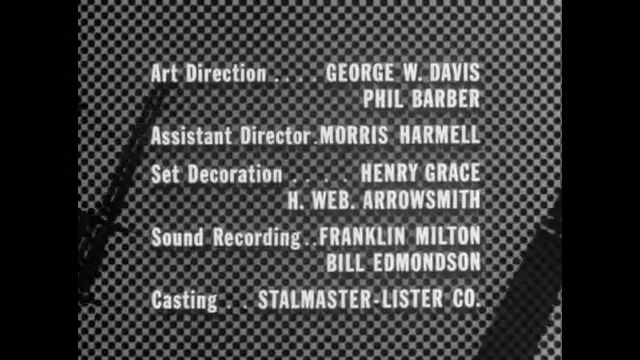 Art Direction . . . . GEORGE W. DAVIS
PHIL BARBER
Assistant Director.MORRIS HARMELL
Set Decoration . . . . HENRY GRACE
H. WEB. ARROWSMITH
Sound Recording..FRANKLIN MILTON
BILL EDMONDSON
Casting . . STALMASTER-LISTER CO.